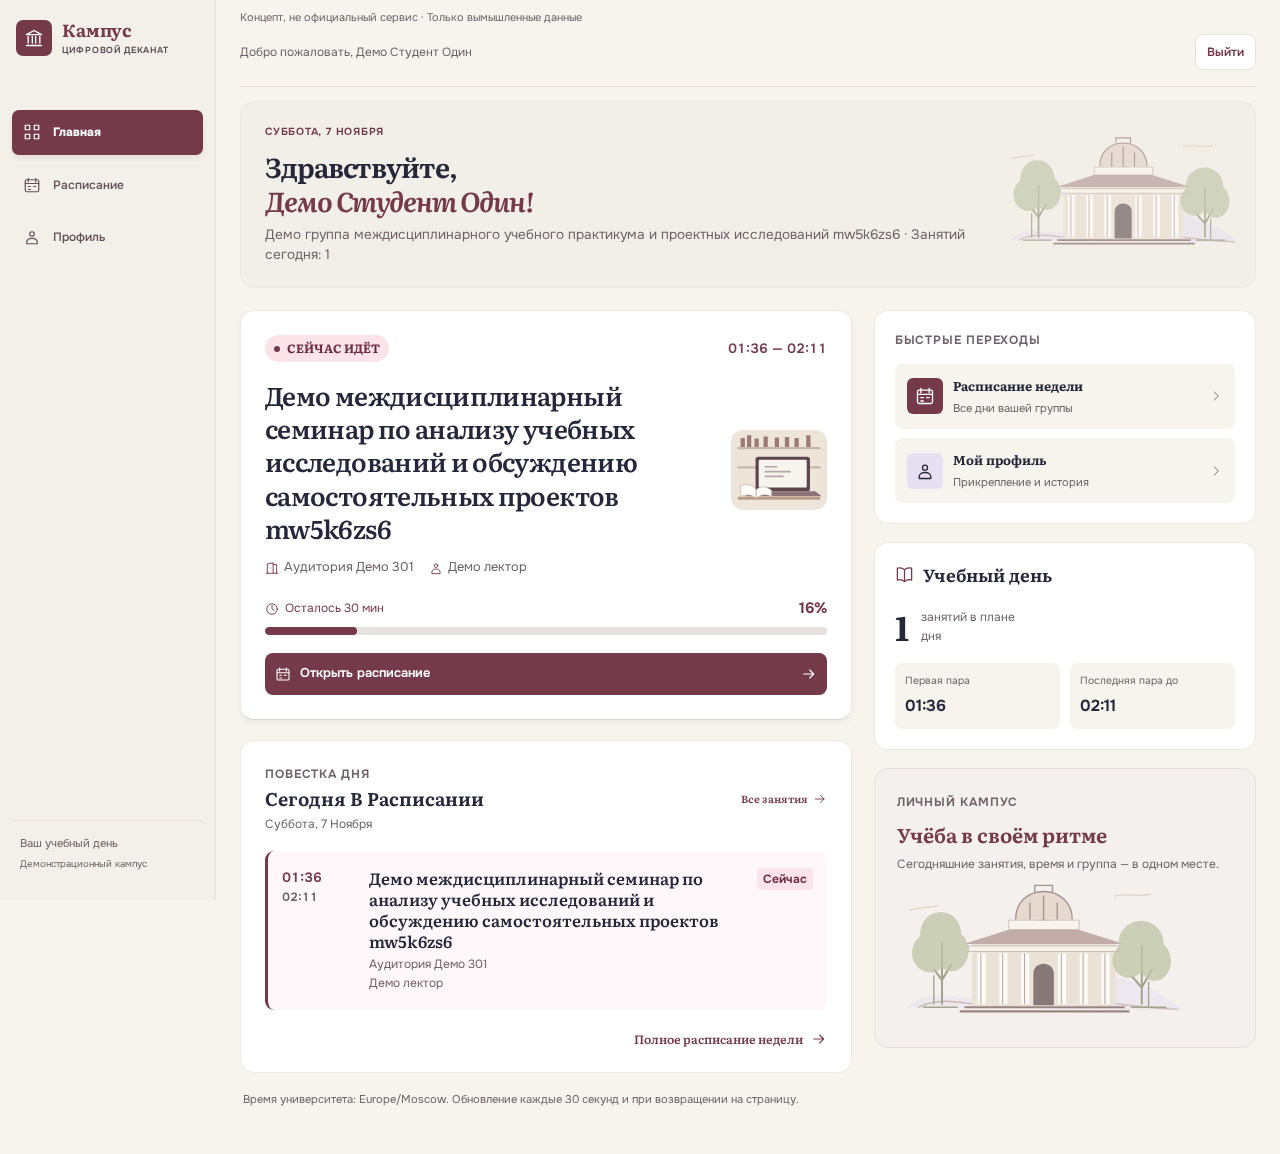 Кампус
ЦИФРОВОЙ ДЕКАНАТ
Главная
Расписание
Профиль
Ваш учебный день
Демонстрационный кампус
Концепт, не официальный сервис · Только вымышленные данные
Добро пожаловать, Демо Студент Один
Выйти
СУББОТА, 7 НОЯБРЯ
Здравствуйте,
Демо Студент Один!
Демо группа междисциплинарного учебного практикума и проектных исследований mw5k6zs6 · Занятий
сегодня: 1
СЕЙЧАС ИДЁТ
01:36 — 02:11
Демо междисциплинарный
семинар по анализу учебных
исследований и обсуждению
самостоятельных проектов
mw5k6zs6
Аудитория Демо 301
Демо лектор
Осталось 30 мин
16%
Открыть расписание
ПОВЕСТКА ДНЯ
Сегодня В Расписании
Все занятия
Суббота, 7 Ноября
01:36
02:11
Демо междисциплинарный семинар по
анализу учебных исследований и
обсуждению самостоятельных проектов
mw5k6zs6
Аудитория Демо 301
Демо лектор
Сейчас
Полное расписание недели
БЫСТРЫЕ ПЕРЕХОДЫ
Расписание недели
Все дни вашей группы
Мой профиль
Прикрепление и история
Учебный день
1
занятий в плане
дня
Первая пара
01:36
Последняя пара до
02:11
ЛИЧНЫЙ КАМПУС
Учёба в своём ритме
Сегодняшние занятия, время и группа — в одном месте.
Время университета: Europe/Moscow. Обновление каждые 30 секунд и при возвращении на страницу.